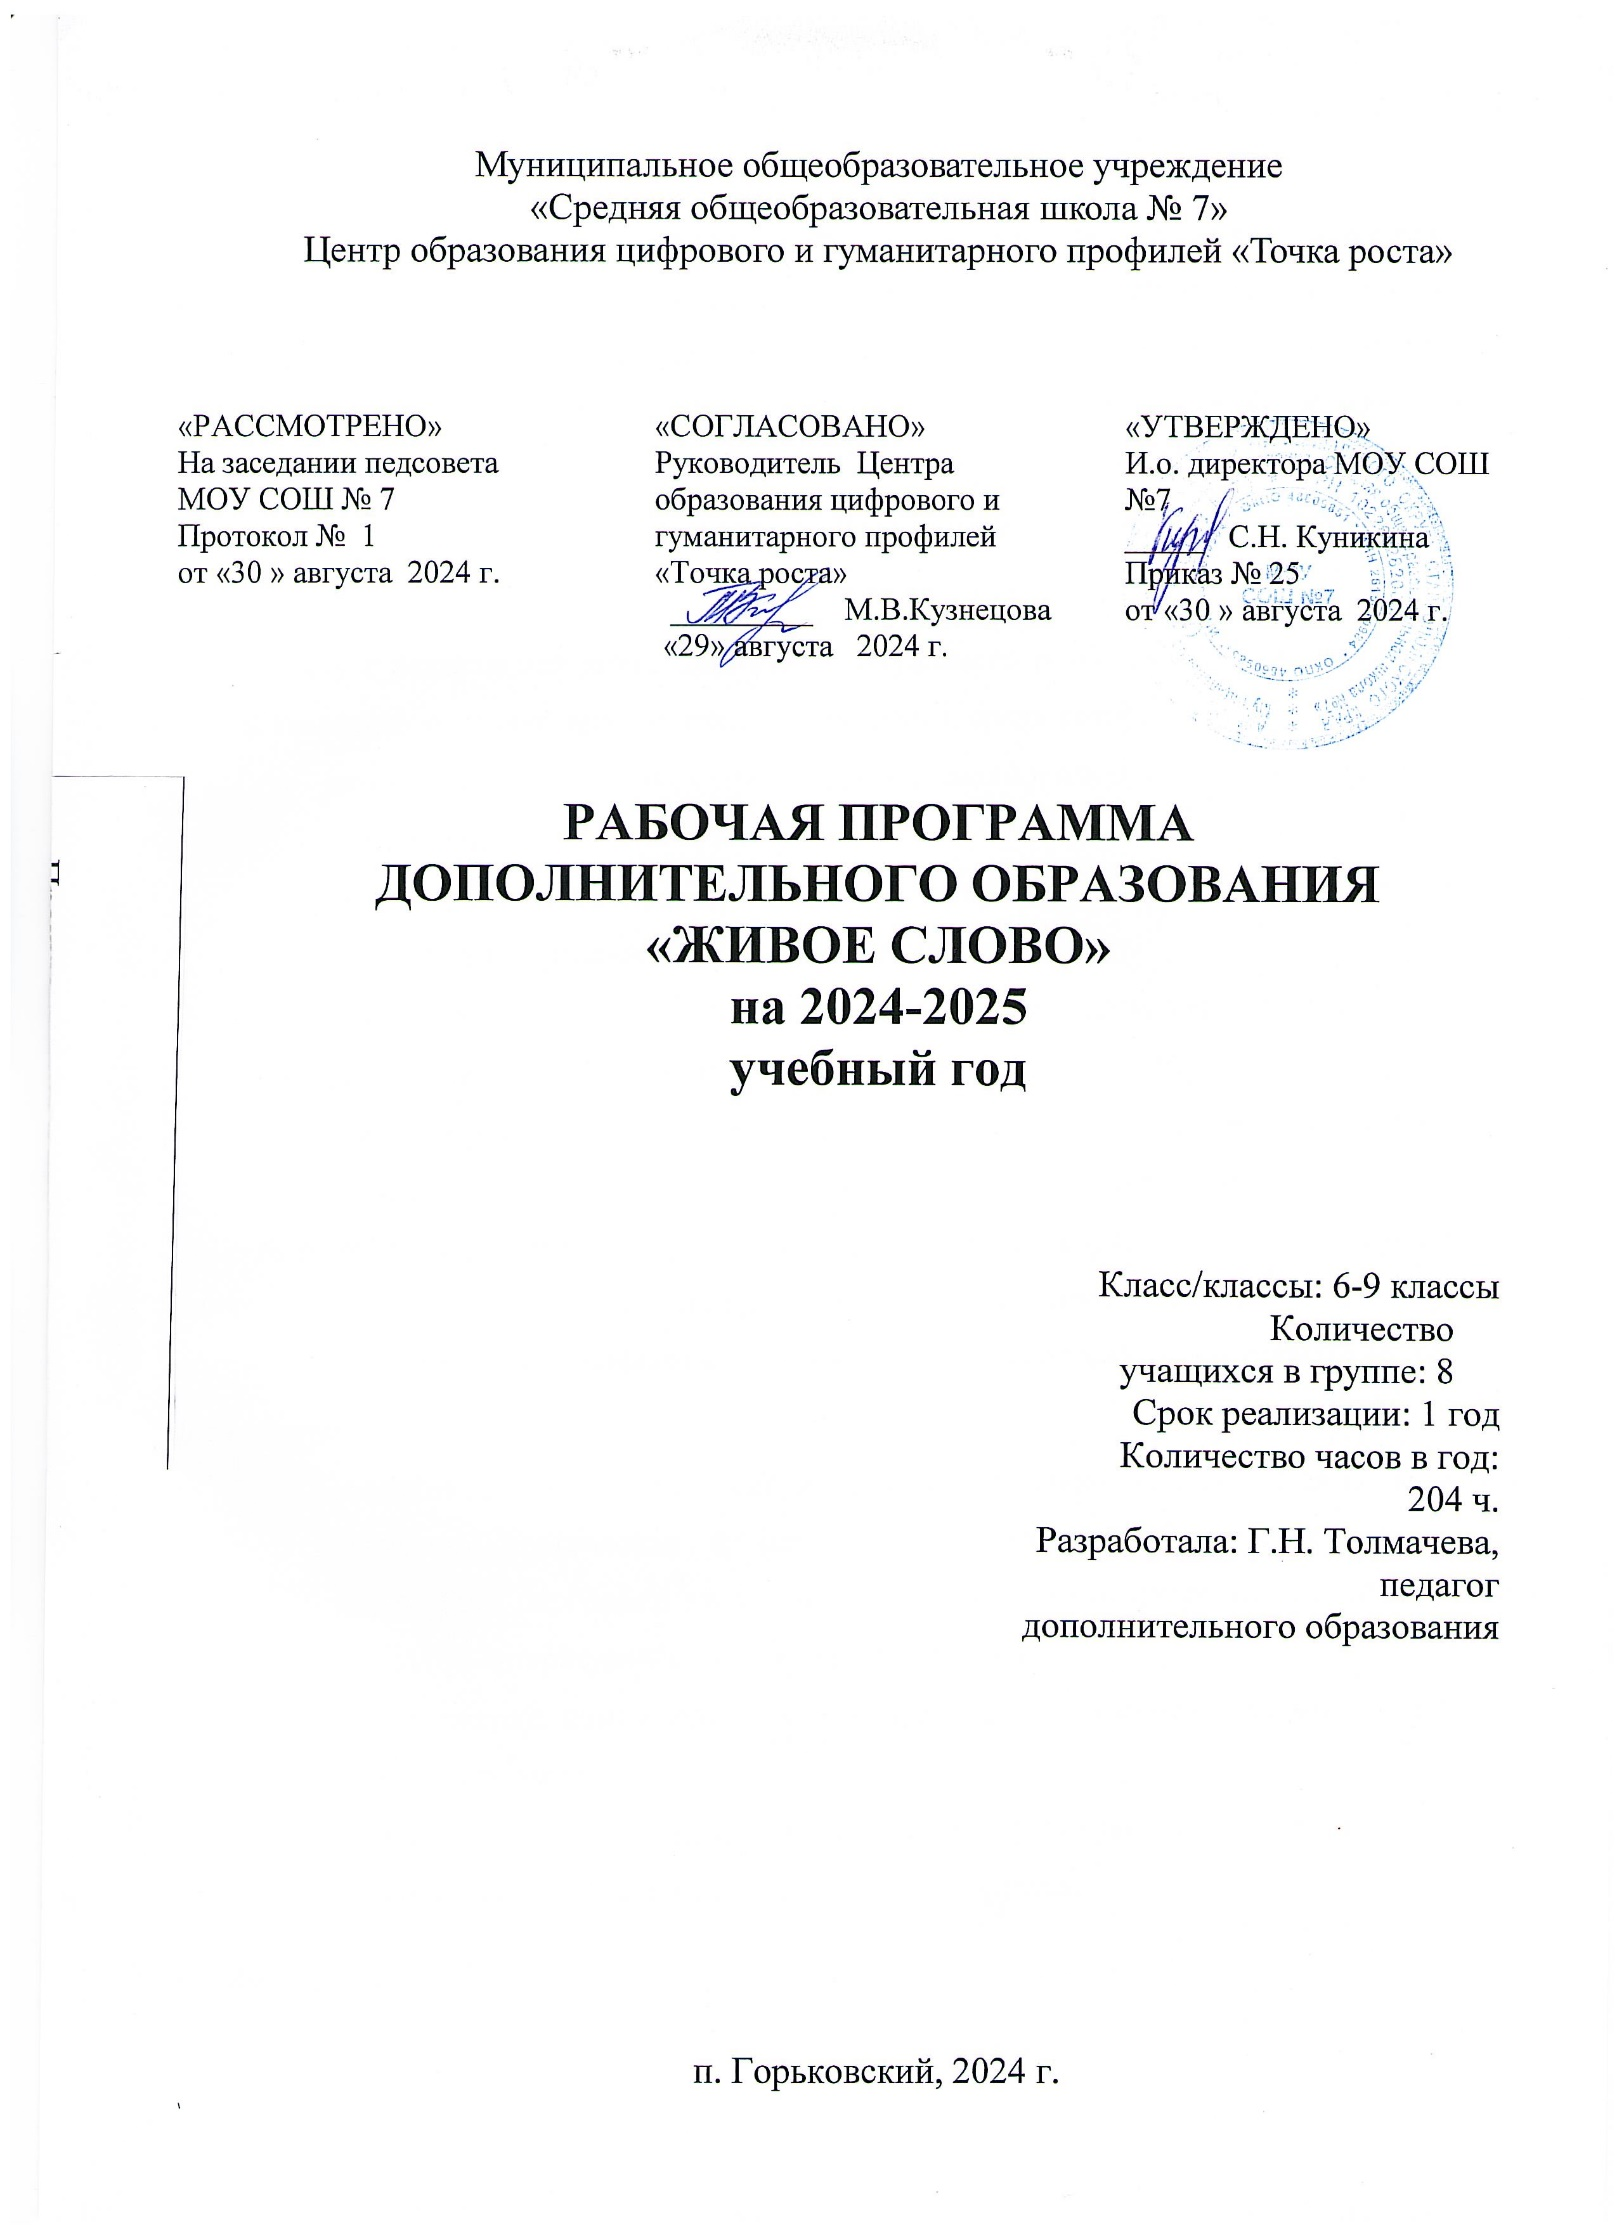 Муниципальное общеобразовательное учреждение
«Средняя общеобразовательная школа № 7»
Центр образования цифрового и гуманитарного профилей «Точка роста»
«РАССМОТРЕНО»
На заседании педсовета
МОУ СОШ № 7
Протокол № 1
от «30 » августа 2024 г.
«СОГЛАСОВАНО»
Руководитель Центра
образования цифрового и
гуманитарного профилей
«Точка роста»
М.В.Кузнецова
«29» августа 2024 г.
«УТВЕРЖДЕНО»
И.о. директора МОУ СОШ
№7
С.Н. Куникина
Приказ № 25
от «30 » августа 2024 г.
СОШ №7
РАБОЧАЯ ПРОГРАММА
ДОПОЛНИТЕЛЬНОГО ОБРАЗОВАНИЯ
«ЖИВОЕ СЛОВО»
на 2024-2025
учебный год
Класс/классы: 6-9 классы
Количество
учащихся в группе: 8
Срок реализации: 1 год
Количество часов в год:
204 ч.
Разработала: Г.Н. Толмачева,
педагог
дополнительного образования
п. Горьковский, 2024 г.